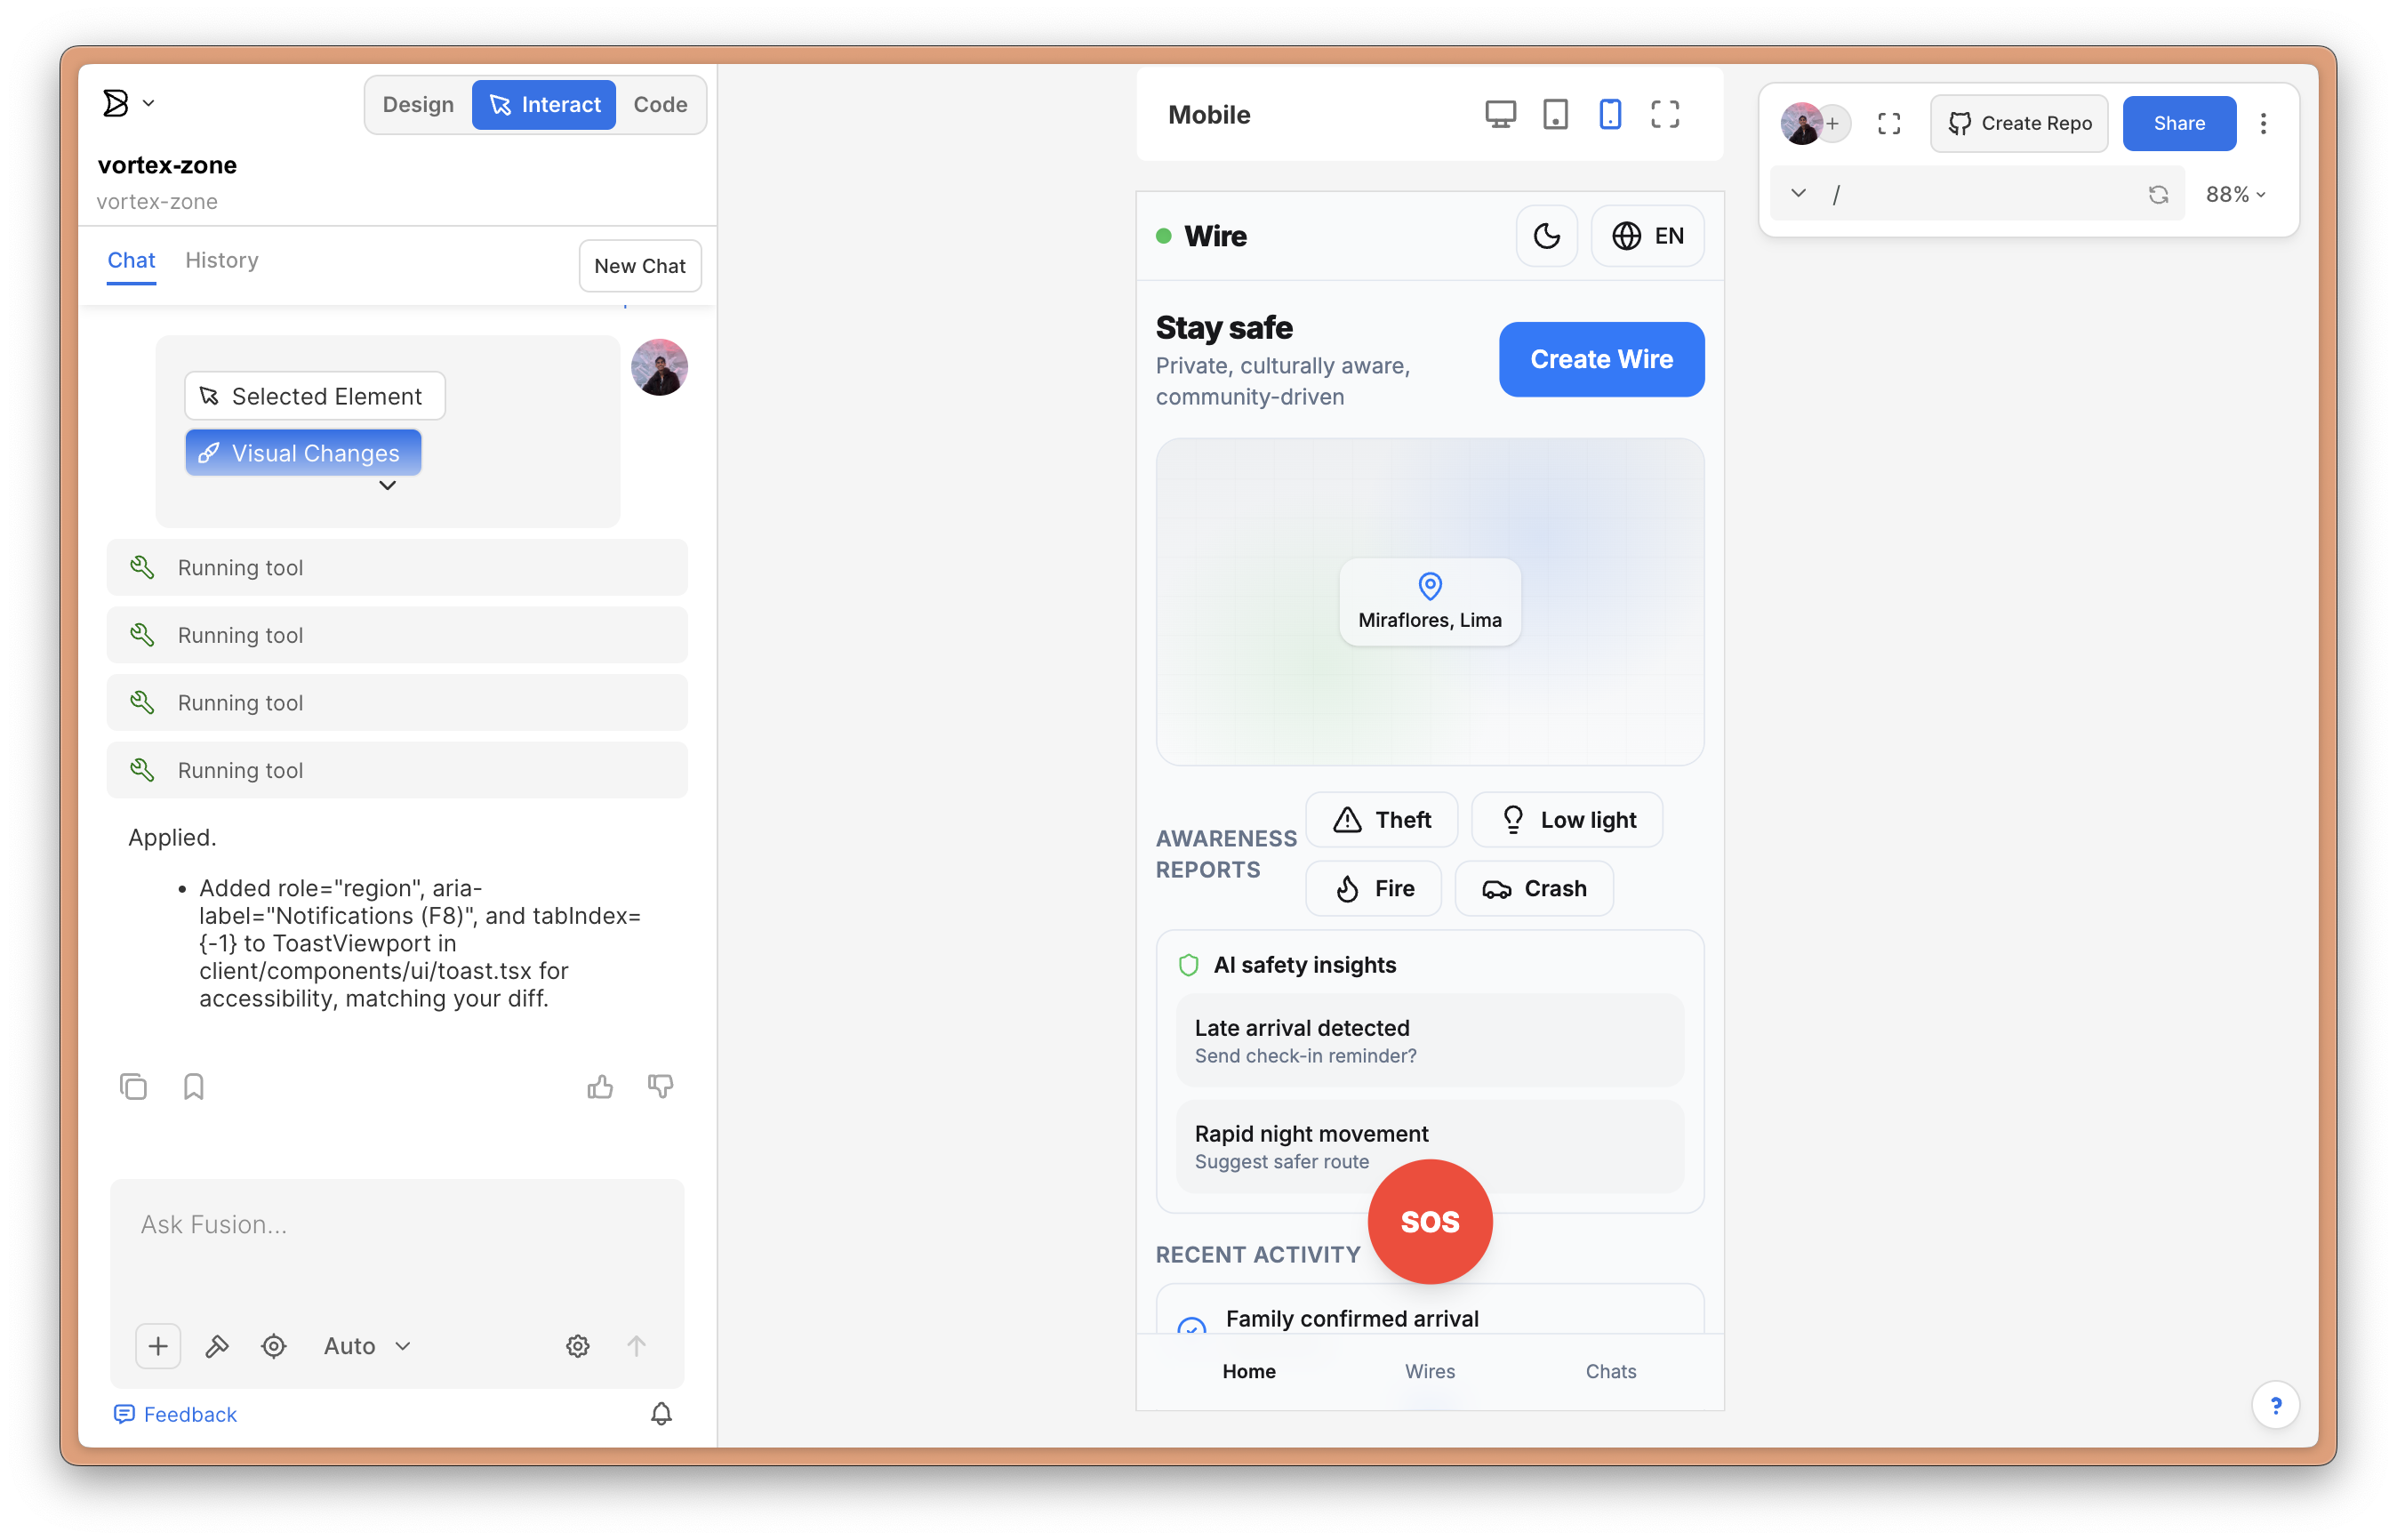 Design
Interact
Code
vortex-zone
vortex-zone
Chat
History
New Chat
Selected Element
Visual Changes
Running tool
Running tool
Running tool
Running tool
Applied.
• Added role="region", aria-
label="Notifications (F8)", and tabIndex=
{-1} to ToastViewport in
client/components/ui/toast.tsx for
accessibility, matching your diff.
Ask Fusion...
Auto
Feedback
Mobile
Wire
EN
Stay safe
Private, culturally aware,
community-driven
Create Wire
Miraflores, Lima
AWARENESS
REPORTS
Theft
Low light
Fire
Crash
AI safety insights
Late arrival detected
Send check-in reminder?
Rapid night movement
Suggest safer route
SOS
RECENT ACTIVITY
Family confirmed arrival
Home
Wires
Chats
Create Repo
Share
/
88%
?